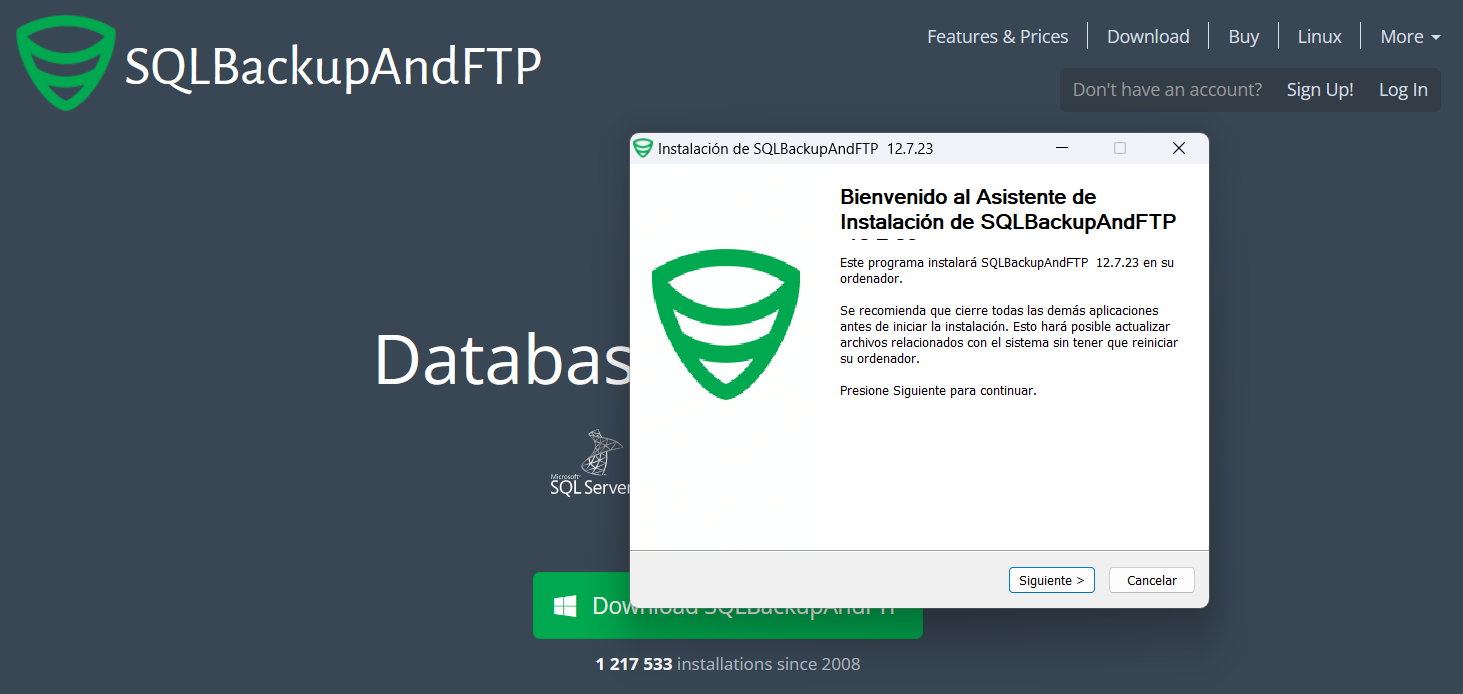 SQLBackupAndFTP
Features & Prices
Download
Buy
Linux
More
Don't have an account?
Sign Up!
Log In
Instalación de SQLBackupAndFTP 12.7.23
Bienvenido al Asistente de
Instalación de SQLBackupAndFTP
Este programa instalará SQLBackupAndFTP 12.7.23 en su
ordenador.
Se recomienda que cierre todas las demás aplicaciones
antes de iniciar la instalación. Esto hará posible actualizar
archivos relacionados con el sistema sin tener que reiniciar
su ordenador.
Presione Siguiente para continuar.
Databas
Microsoft
SQL Server
Siguiente >
Cancelar
Download SQLBackupAndFTP
1 217 533 installations since 2008